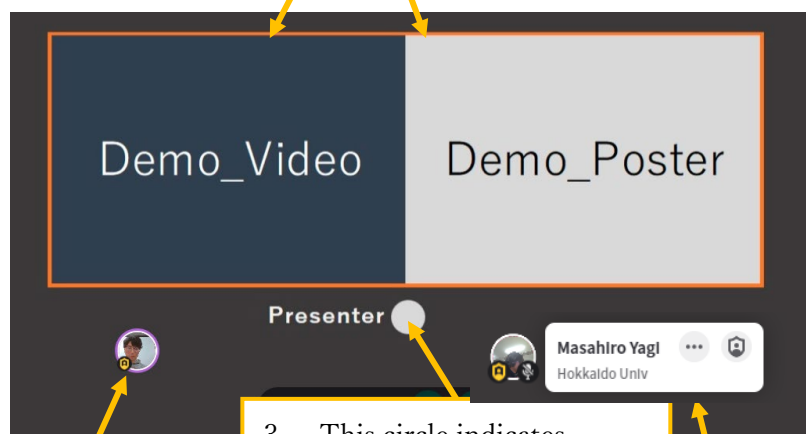 Demo_Video
Demo_Poster
Presenter
Masahiro Yagi
Hokkaido Univ
3. This circle indicates